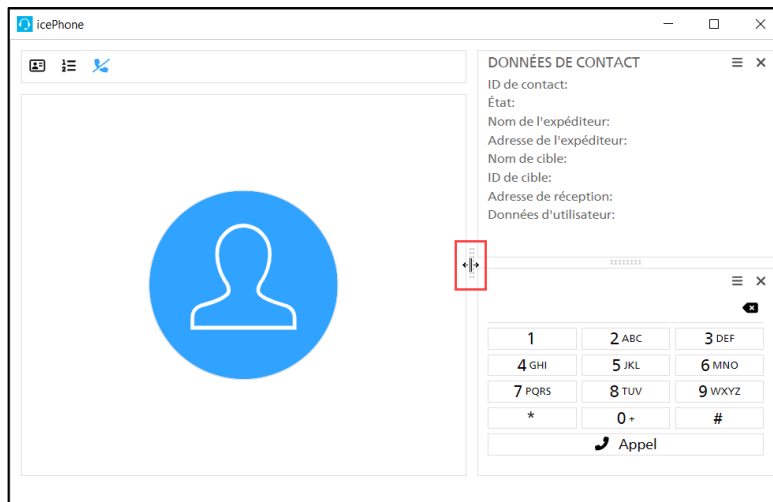 icePhone
DONNÉES DE CONTACT
ID de contact:
État:
Nom de l'expéditeur:
Adresse de l'expéditeur:
Nom de cible:
ID de cible:
Adresse de réception:
Données d'utilisateur:
1 2 ABC 3 DEF
4 GHI 5 JKL 6 MNO
7 PQRS 8 TUV 9 WXYZ
* 0 + #
Appel